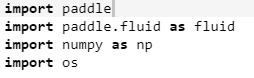 import paddle
import paddle.fluid as fluid
import numpy as np
import os